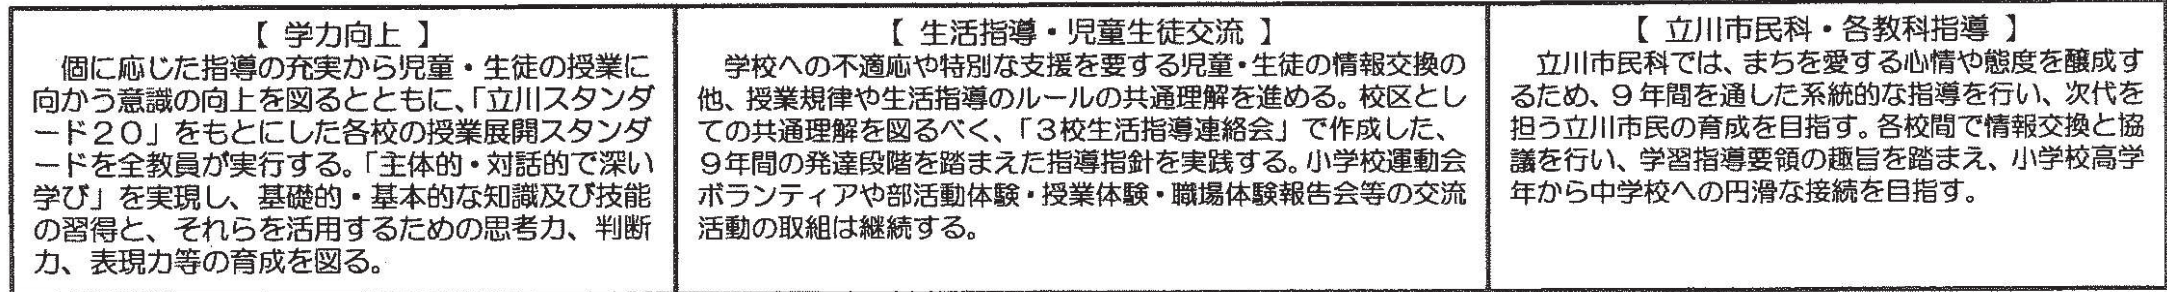 【 学力向上 】
個に応じた指導の充実から児童・生徒の授業に
向かう意識の向上を図るとともに、「立川スタンダ
ード２０」をもとにした各校の授業展開スタンダ
ードを全教員が実行する。「主体的・対話的で深い
学び」を実現し、基礎的・基本的な知識及び技能
の習得と、それらを活用するための思考力、判断
力、表現力等の育成を図る。
【 生活指導・児童生徒交流 】
学校への不適応や特別な支援を要する児童・生徒の情報交換の
他、授業規律や生活指導のルールの共通理解を進める。校区とし
ての共通理解を図るべく、「３校生活指導連絡会」で作成した、
９年間の発達段階を踏まえた指導指針を実践する。小学校運動会
ボランティアや部活動体験・授業体験・職場体験報告会等の交流
活動の取組は継続する。
【 立川市民科・各教科指導 】
立川市民科では、まちを愛する心情や態度を醸成す
るため、９年間を通した系統的な指導を行い、次代を
担う立川市民の育成を目指す。各校間で情報交換と協
議を行い、学習指導要領の趣旨を踏まえ、小学校高学
年から中学校への円滑な接続を目指す。